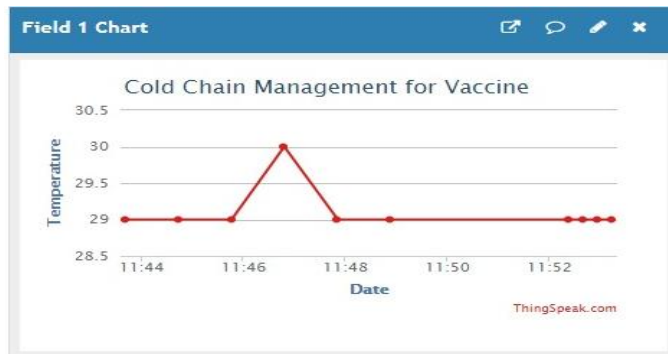 Field 1 Chart
Cold Chain Management for Vaccine
Temperature
30.5
30
29.5
29
28.5
11:44 11:46 11:48 11:50 11:52
Date
ThingSpeak.com